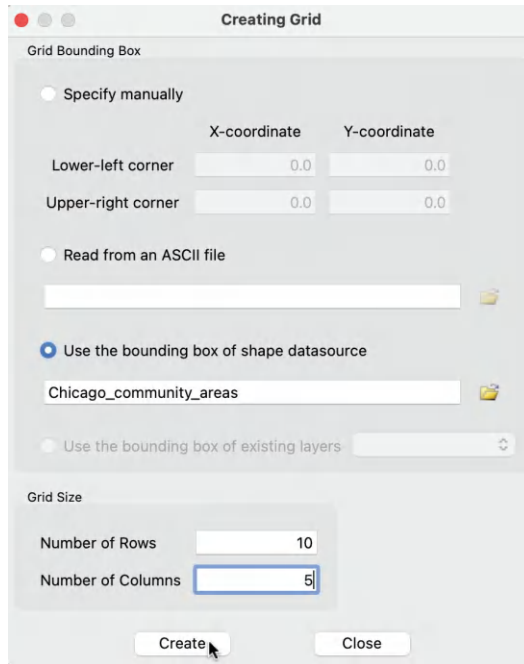 Creating Grid
Grid Bounding Box
Specify manually
X-coordinate Y-coordinate
Lower-left corner 0.0 0.0
Upper-right corner 0.0 0.0
Read from an ASCII file
Use the bounding box of shape datasource
Chicago_community_areas
Use the bounding box of existing layers
Grid Size
Number of Rows 10
Number of Columns 5
Create Close